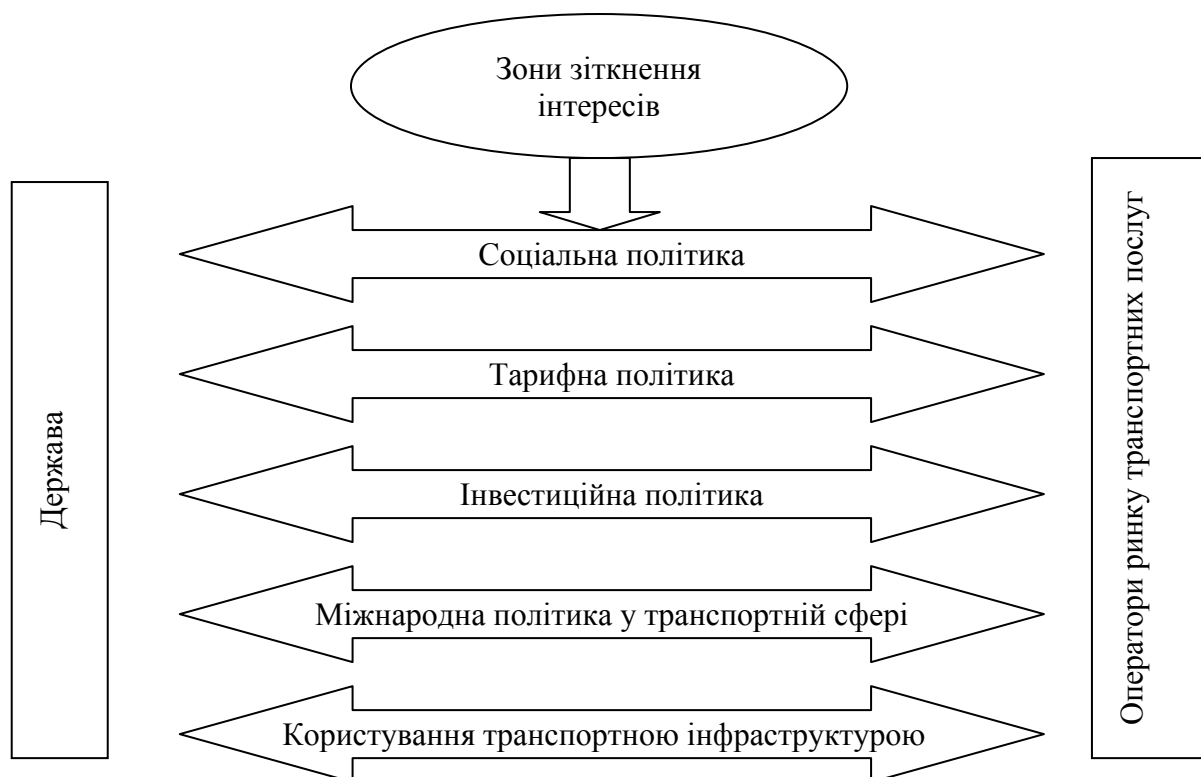 Зони зіткнення
інтересів
Держава
Соціальна політика
Тарифна політика
Інвестиційна політика
Міжнародна політика у транспортній сфері
Користування транспортною інфраструктурою
Оператори ринку транспортних послуг